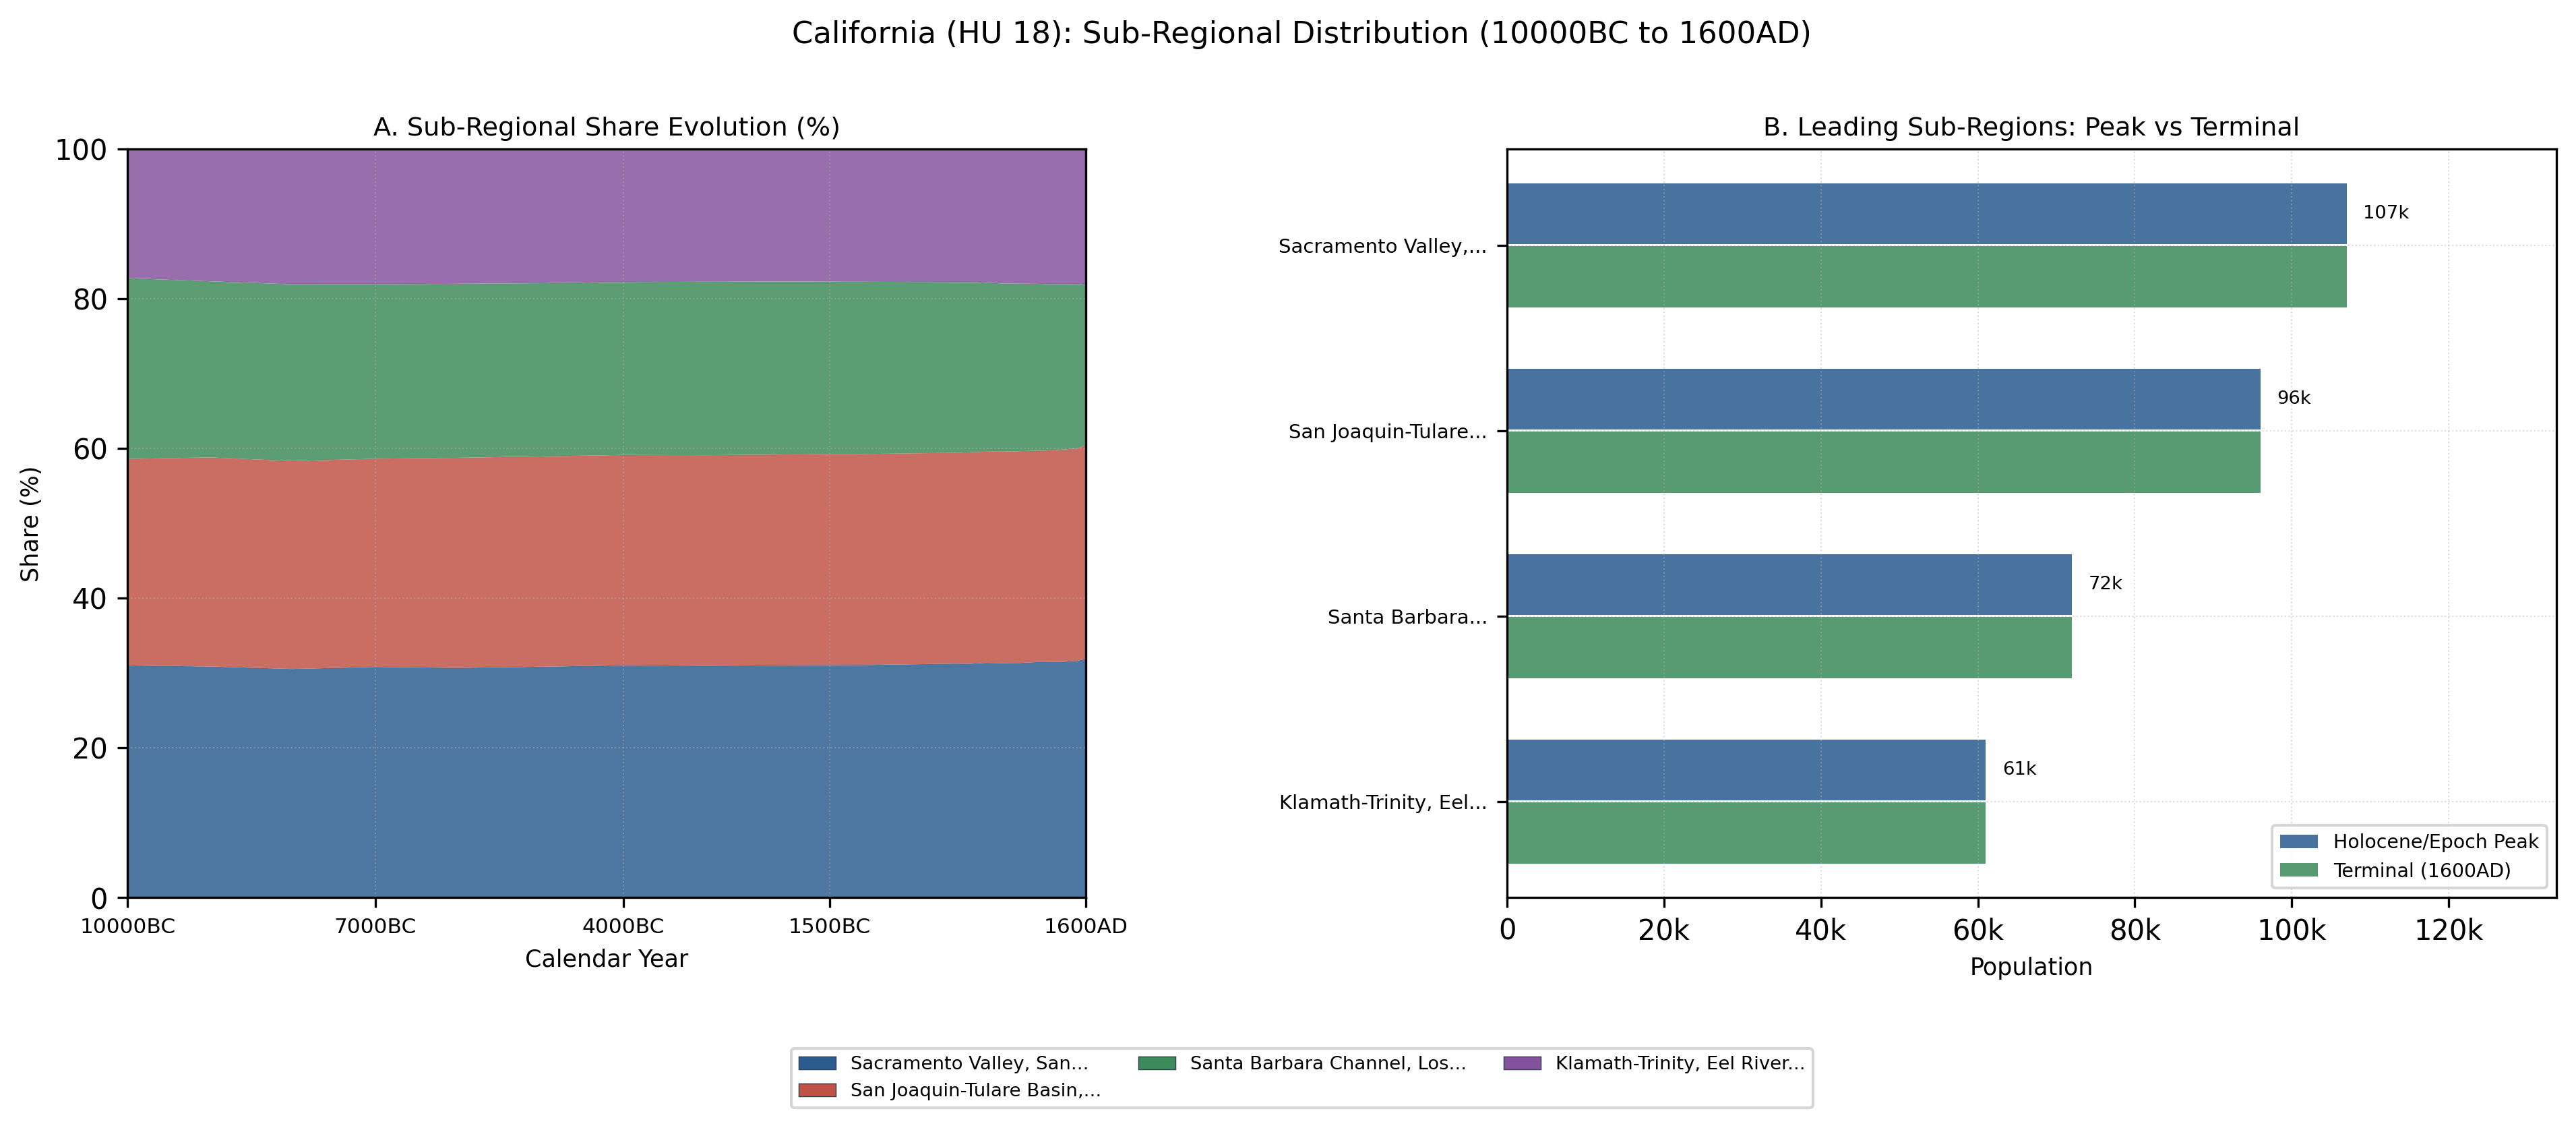 California (HU 18): Sub-Regional Distribution (10000BC to 1600AD)
A. Sub-Regional Share Evolution (%)
100
80
60
40
20
0
Share (%)
10000BC
7000BC
4000BC
1500BC
1600AD
Calendar Year
B. Leading Sub-Regions: Peak vs Terminal
Sacramento Valley,...
107k
San Joaquin-Tulare...
96k
Santa Barbara...
72k
Klamath-Trinity, Eel...
61k
Holocene/Epoch Peak
Terminal (1600AD)
0
20k
40k
60k
80k
100k
120k
Population
Sacramento Valley, San...
San Joaquin-Tulare Basin,...
Santa Barbara Channel, Los...
Klamath-Trinity, Eel River...